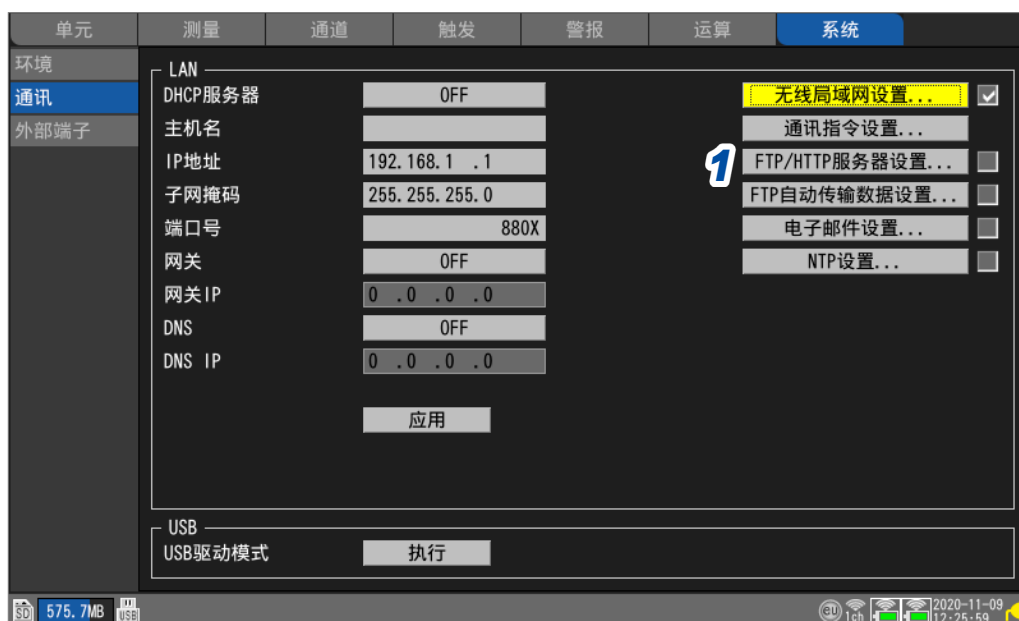 单元 测量 通道 触发 警报 运算 系统
环境
通讯
外部端子
LAN
DHCP服务器 OFF 无线局域网设置...
主机名 通讯指令设置...
IP地址 192.168.1 .1 1 FTP/HTTP服务器设置...
子网掩码 255.255.255.0 FTP自动传输数据设置...
端口号 880X 电子邮件设置...
网关 OFF NTP设置...
网关IP 0 .0 .0 .0
DNS OFF
DNS IP 0 .0 .0 .0
应用
USB
USB驱动模式 执行
SD 575.7MB USB eu 1ch 2020-11-09
12:25:59